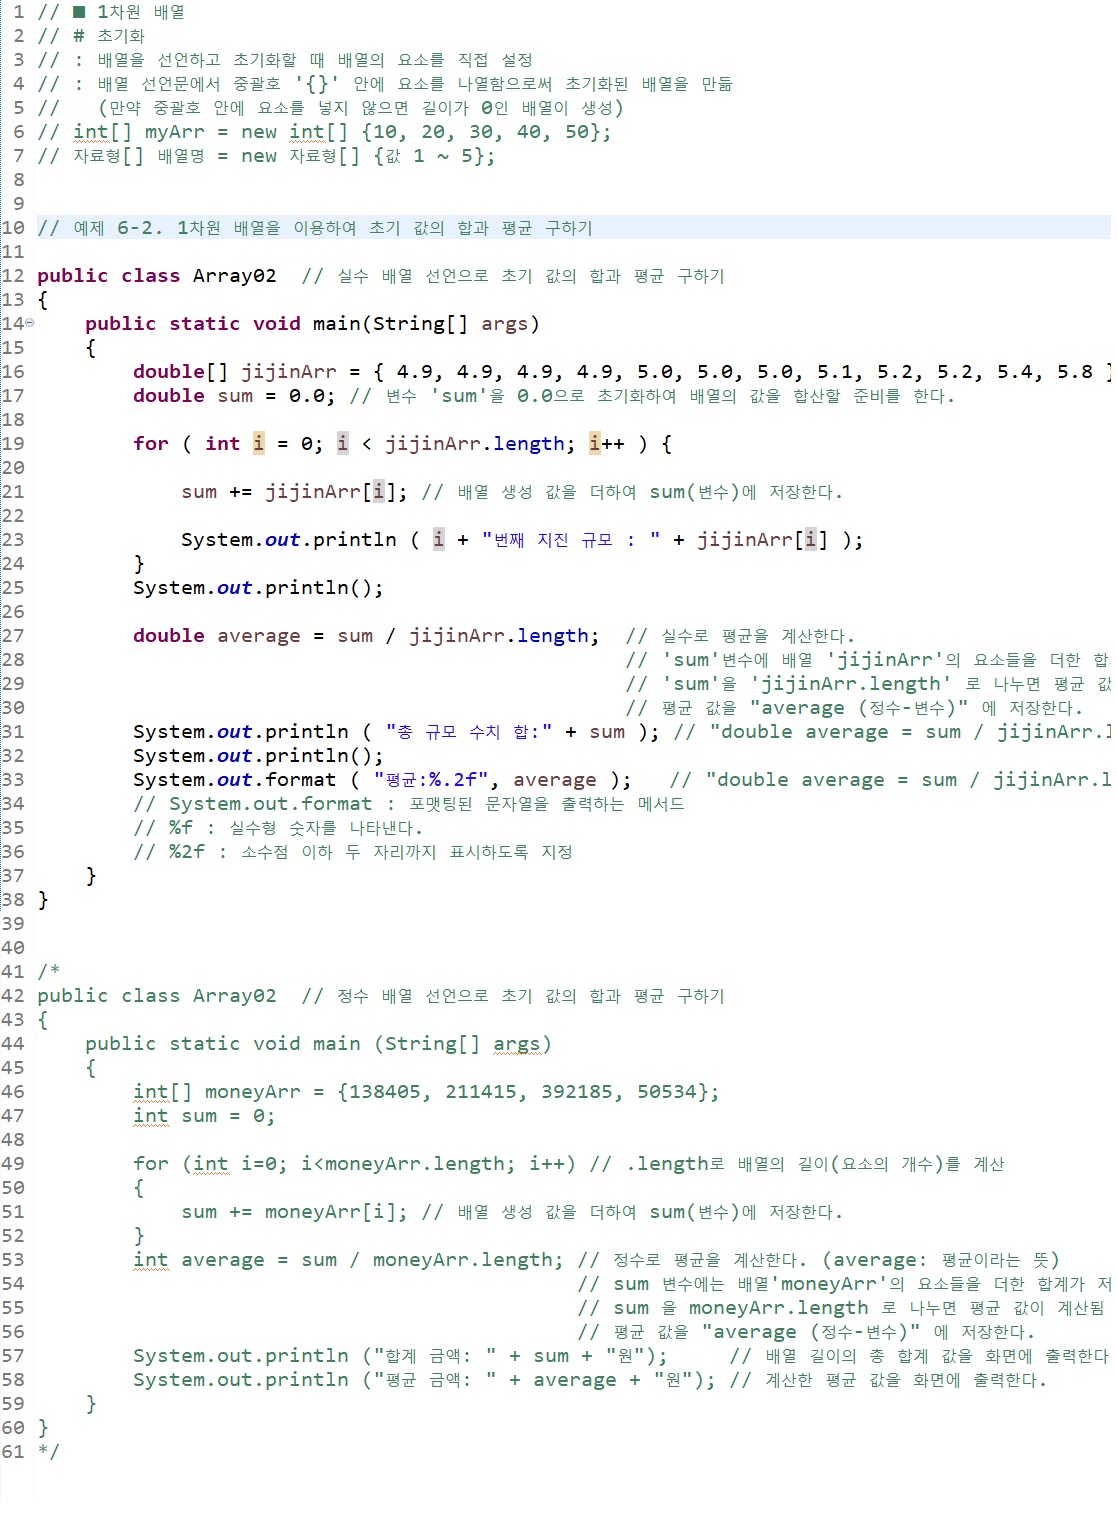 1 // ■ 1차원 배열
2 // # 초기화
3 // : 배열을 선언하고 초기화할 때 배열의 요소를 직접 설정
4 // : 배열 선언문에서 중괄호 '{}' 안에 요소를 나열함으로써 초기화된 배열을 만듦
5 //   (만약 중괄호 안에 요소를 넣지 않으면 길이가 0인 배열이 생성)
6 // int[] myArr = new int[] {10, 20, 30, 40, 50};
7 // 자료형[] 배열명 = new 자료형[] {값 1 ~ 5};
8
9
10 // 예제 6-2. 1차원 배열을 이용하여 초기 값의 합과 평균 구하기
11
12 public class Array02  // 실수 배열 선언으로 초기 값의 합과 평균 구하기
13 {
14     public static void main(String[] args)
15     {
16         double[] jijinArr = { 4.9, 4.9, 4.9, 4.9, 5.0, 5.0, 5.0, 5.1, 5.2, 5.2, 5.4, 5.8 }
17         double sum = 0.0; // 변수 'sum'을 0.0으로 초기화하여 배열의 값을 합산할 준비를 한다.
18
19         for ( int i = 0; i < jijinArr.length; i++ ) {
20
21             sum += jijinArr[i]; // 배열 생성 값을 더하여 sum(변수)에 저장한다.
22
23             System.out.println ( i + "번째 지진 규모 : " + jijinArr[i] );
24         }
25         System.out.println();
26
27         double average = sum / jijinArr.length;  // 실수로 평균을 계산한다.
28                                                  // 'sum'변수에 배열 'jijinArr'의 요소들을 더한 합
29                                                  // 'sum'을 'jijinArr.length' 로 나누면 평균 값
30                                                  // 평균 값을 "average (정수-변수)" 에 저장한다.
31         System.out.println ( "총 규모 수치 합:" + sum ); // "double average = sum / jijinArr.l
32         System.out.println();
33         System.out.format ( "평균:%.2f", average );   // "double average = sum / jijinArr.l
34         // System.out.format : 포맷팅된 문자열을 출력하는 메서드
35         // %f : 실수형 숫자를 나타낸다.
36         // %2f : 소수점 이하 두 자리까지 표시하도록 지정
37     }
38 }
39
40
41 /*
42 public class Array02  // 정수 배열 선언으로 초기 값의 합과 평균 구하기
43 {
44     public static void main (String[] args)
45     {
46         int[] moneyArr = {138405, 211415, 392185, 50534};
47         int sum = 0;
48
49         for (int i=0; i<moneyArr.length; i++) // .length로 배열의 길이(요소의 개수)를 계산
50         {
51             sum += moneyArr[i]; // 배열 생성 값을 더하여 sum(변수)에 저장한다.
52         }
53         int average = sum / moneyArr.length; // 정수로 평균을 계산한다. (average: 평균이라는 뜻)
54                                              // sum 변수에는 배열'moneyArr'의 요소들을 더한 합계가 저
55                                              // sum 을 moneyArr.length 로 나누면 평균 값이 계산됨
56                                              // 평균 값을 "average (정수-변수)" 에 저장한다.
57         System.out.println ("합계 금액: " + sum + "원");     // 배열 길이의 총 합계 값을 화면에 출력한다
58         System.out.println ("평균 금액: " + average + "원"); // 계산한 평균 값을 화면에 출력한다.
59     }
60 }
61 */